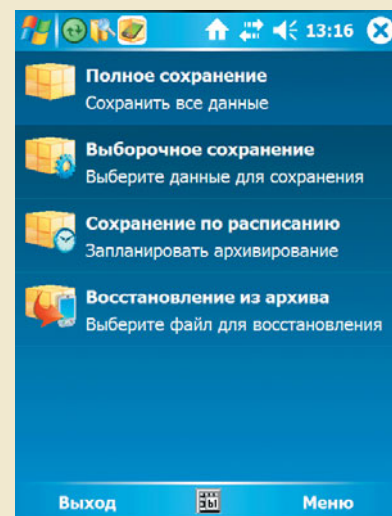 13:16
Полное сохранение
Сохранить все данные
Выборочное сохранение
Выберите данные для сохранения
Сохранение по расписанию
Запланировать архивирование
Восстановление из архива
Выберите файл для восстановления
Выход
Меню